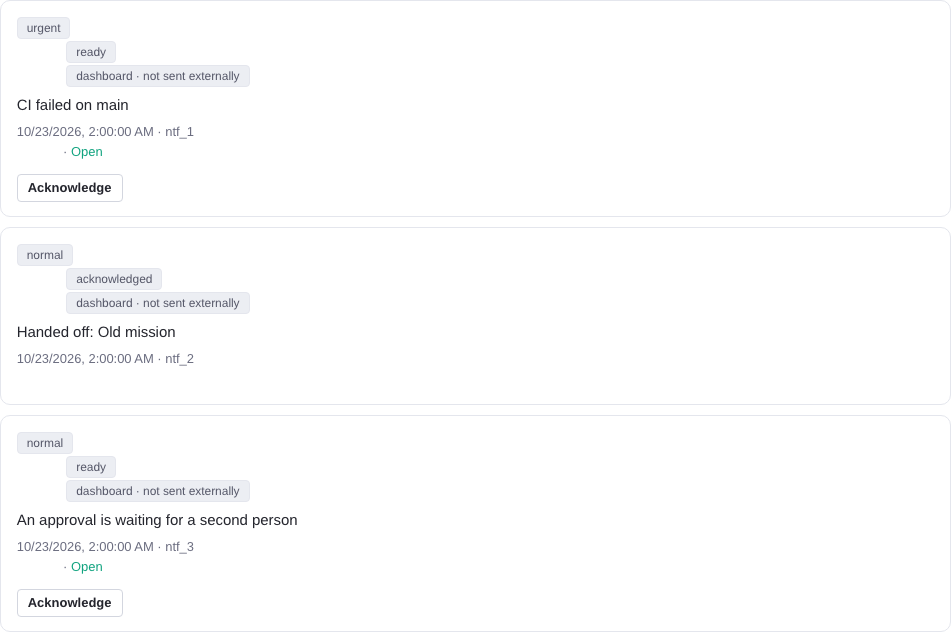 urgent
ready
dashboard · not sent externally
CI failed on main
10/23/2026, 2:00:00 AM · ntf_1
· Open
Acknowledge
normal
acknowledged
dashboard · not sent externally
Handed off: Old mission
10/23/2026, 2:00:00 AM · ntf_2
normal
ready
dashboard · not sent externally
An approval is waiting for a second person
10/23/2026, 2:00:00 AM · ntf_3
· Open
Acknowledge